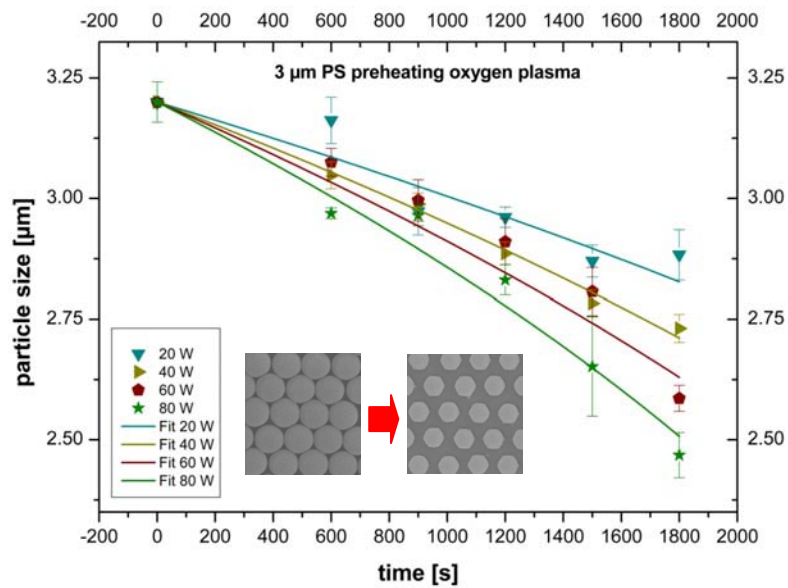 -200 0 200 400 600 800 1000 1200 1400 1600 1800 2000
3 µm PS preheating oxygen plasma
3.25
3.00
2.75
2.50
particle size [µm]
3.25
3.00
2.75
2.50
20 W
40 W
60 W
80 W
Fit 20 W
Fit 40 W
Fit 60 W
Fit 80 W
-200 0 200 400 600 800 1000 1200 1400 1600 1800 2000
time [s]